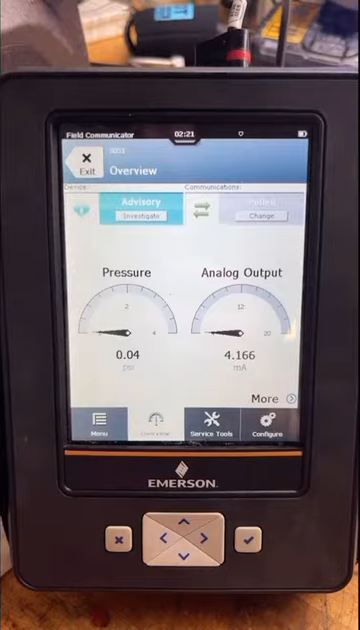 Field Communicator 02:21
3051
Exit Overview
Device: Communications:
Advisory Polled
Investigate Change
Pressure Analog Output
2 12
4 20
0.04 4.166
psi mA
More
Menu Service Tools Configure
EMERSON